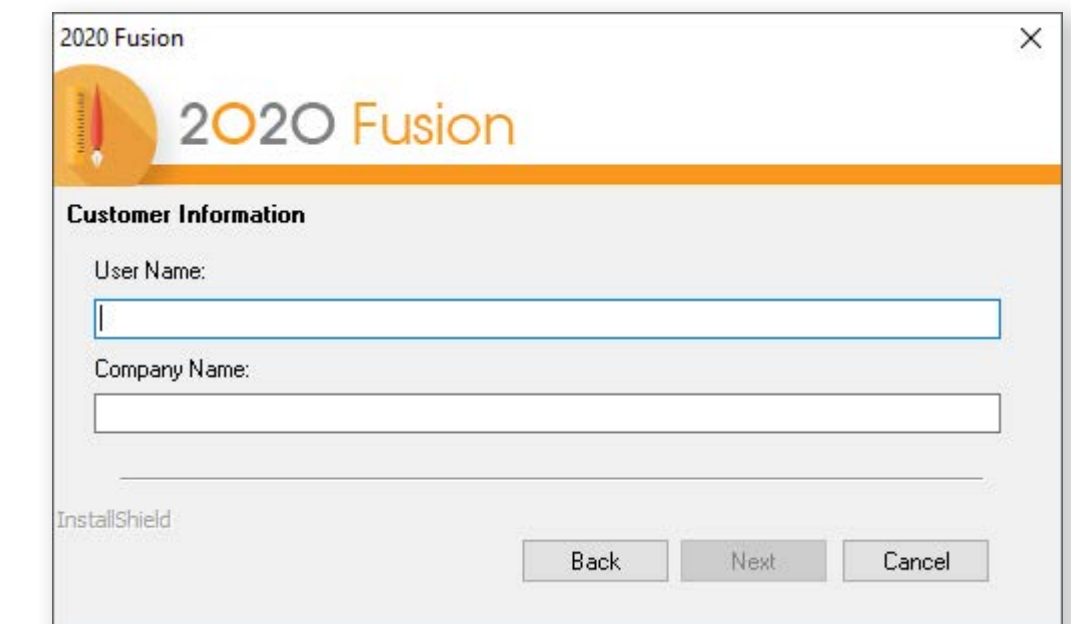 2020 Fusion
2020 Fusion
Customer Information
User Name:
Company Name:
InstallShield
Back Next Cancel